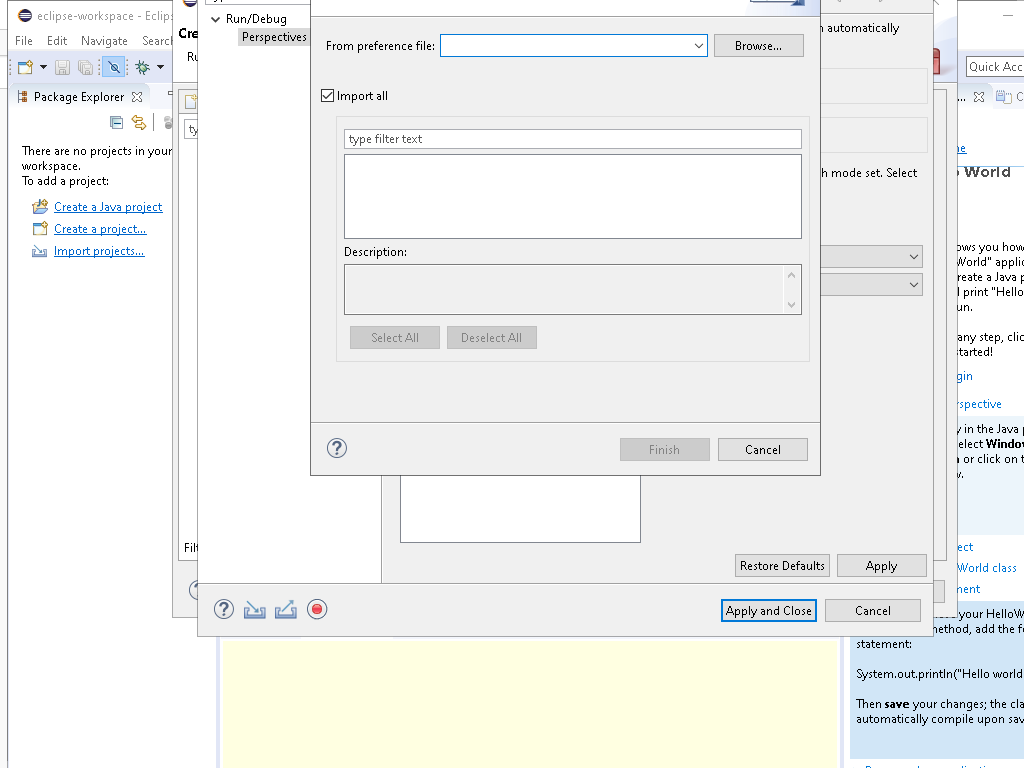 eclipse-workspace - Eclips
File Edit Navigate Search
Quick Acc
Package Explorer
There are no projects in your
workspace.
To add a project:
Create a Java project
Create a project...
Import projects...
Cre
Ru
ty
Filt
Run/Debug
Perspectives
From preference file:
Browse...
Import all
type filter text
Description:
Select All
Deselect All
?
Finish
Cancel
n automatically
h mode set. Select
Restore Defaults
Apply
?
Apply and Close
Cancel
... C
ne
o World
ows you how
World" applic
reate a Java p
l print "Hello
un.
any step, clic
started!
gin
rspective
y in the Java p
elect Windov
n or click on t
w.
ect
World class
ment
your HelloW
nethod, add the fo
statement:
System.out.println("Hello world
Then save your changes; the cla
automatically compile upon sav